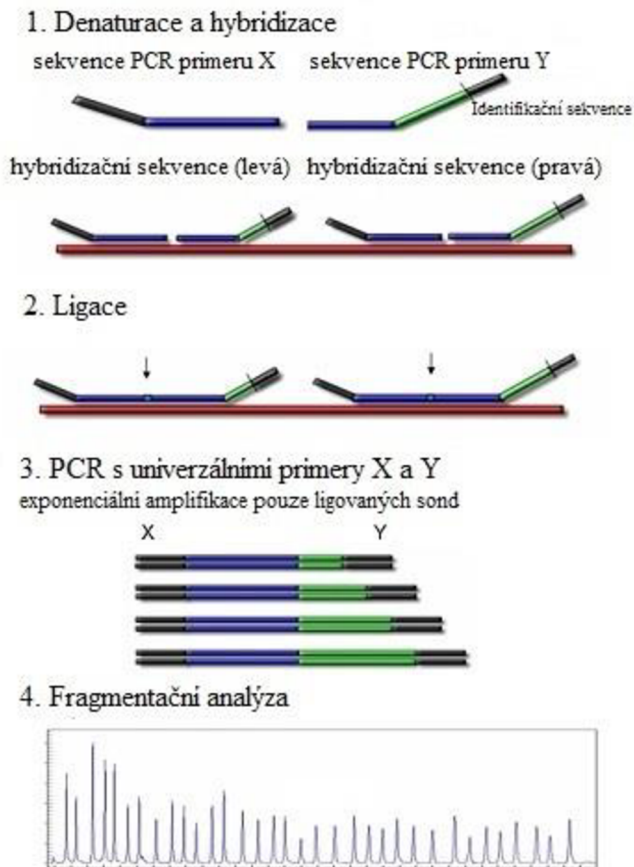 1. Denaturace a hybridizace
sekvence PCR primeru X sekvence PCR primeru Y
Identifikační sekvence
hybridizační sekvence (levá) hybridizační sekvence (pravá)
2. Ligace
3. PCR s univerzálními primery X a Y
exponenciální amplifikace pouze ligovaných sond
X Y
4. Fragmentační analýza